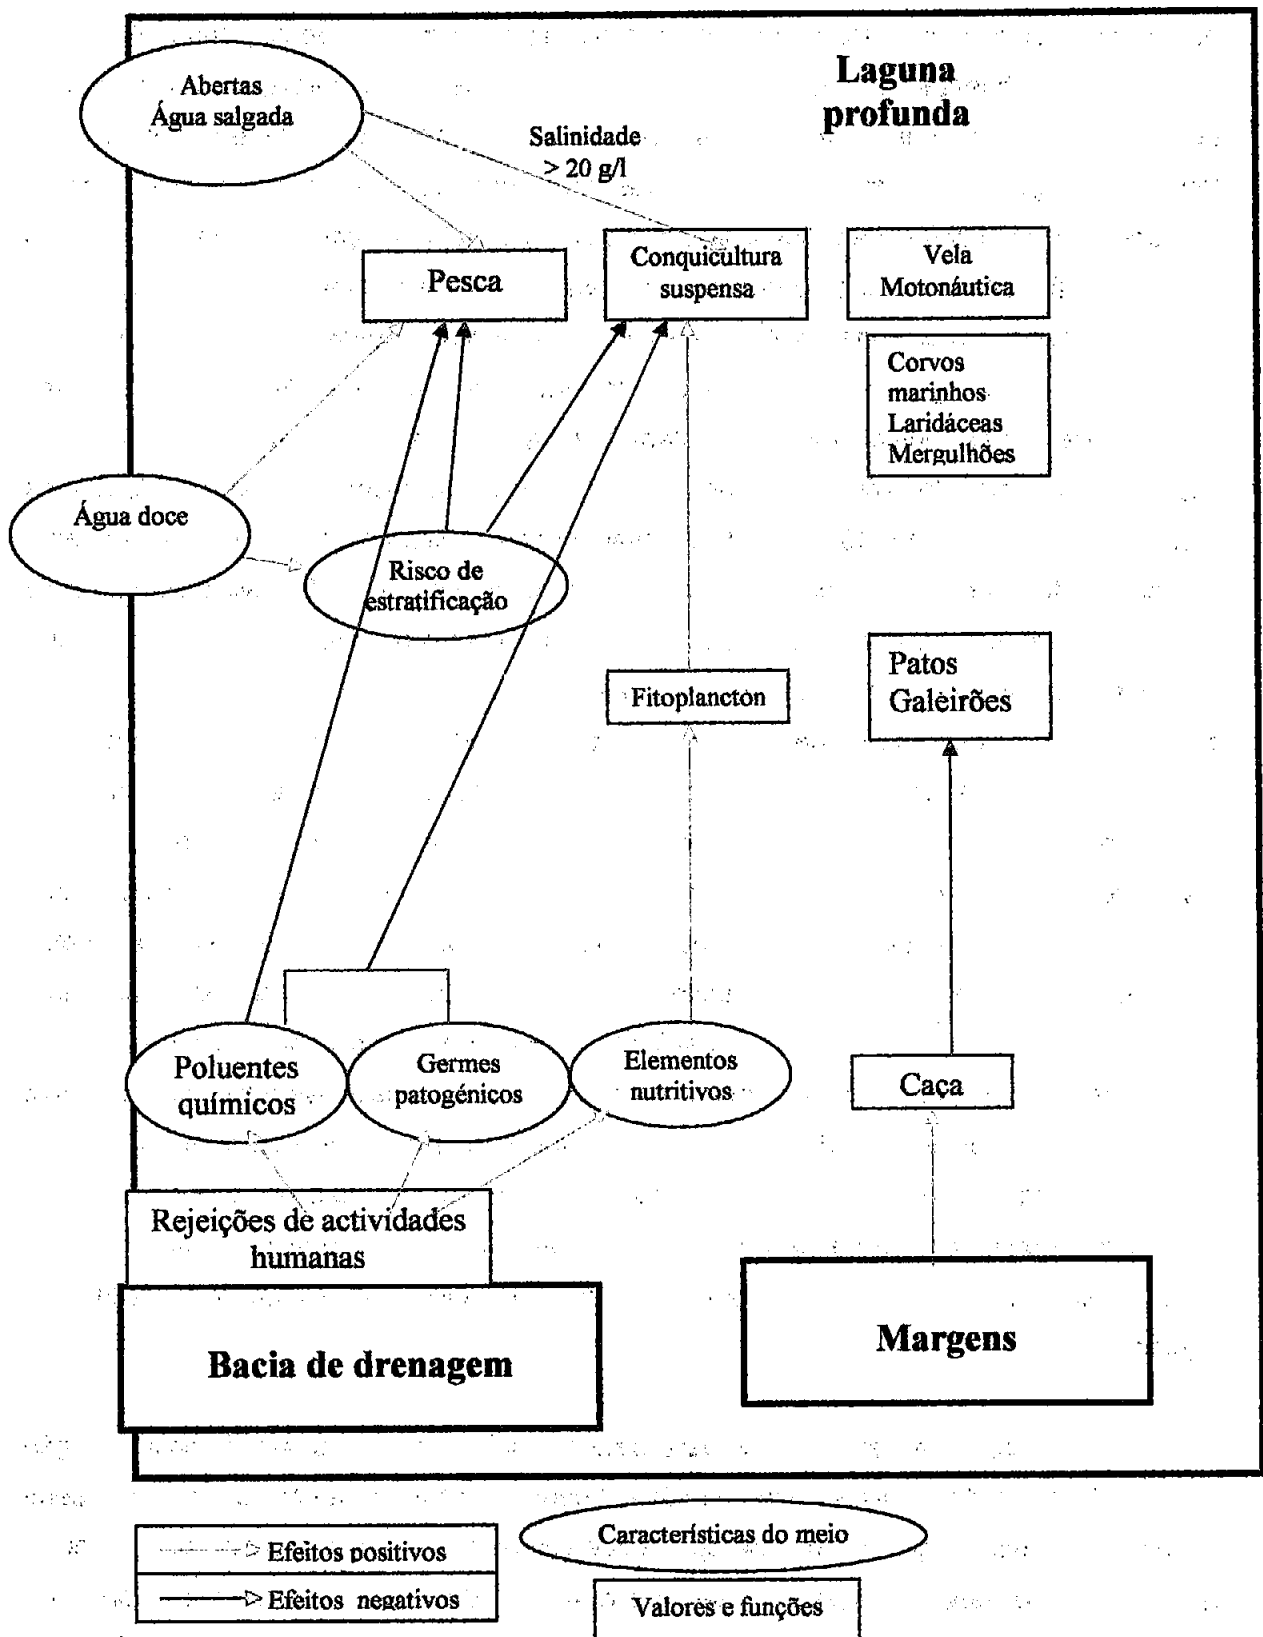 Laguna
profunda
Abertas
Água salgada
Salinidade
> 20 g/l
Pesca
Conquicultura
suspensa
Vela
Motonáutica
Corvos
marinhos
Laridáceas
Mergulhões
Água doce
Risco de
estratificação
Fitoplancton
Patos
Galeirões
Poluentes
químicos
Germes
patogénicos
Elementos
nutritivos
Caça
Rejeições de actividades
humanas
Bacia de drenagem
Margens
Efeitos positivos
Efeitos negativos
Características do meio
Valores e funções